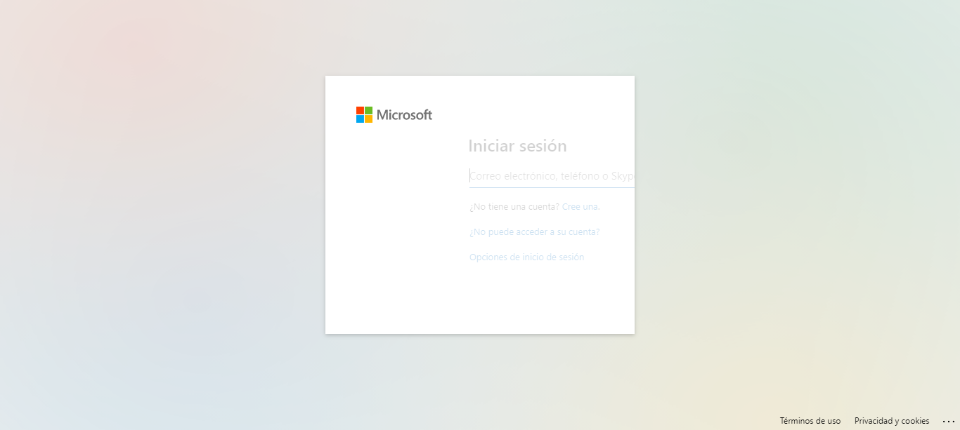 Microsoft
Iniciar sesión
Correo electrónico, teléfono o Skyp
¿No tiene una cuenta? Cree una.
¿No puede acceder a su cuenta?
Opciones de inicio de sesión
Términos de uso Privacidad y cookies ...